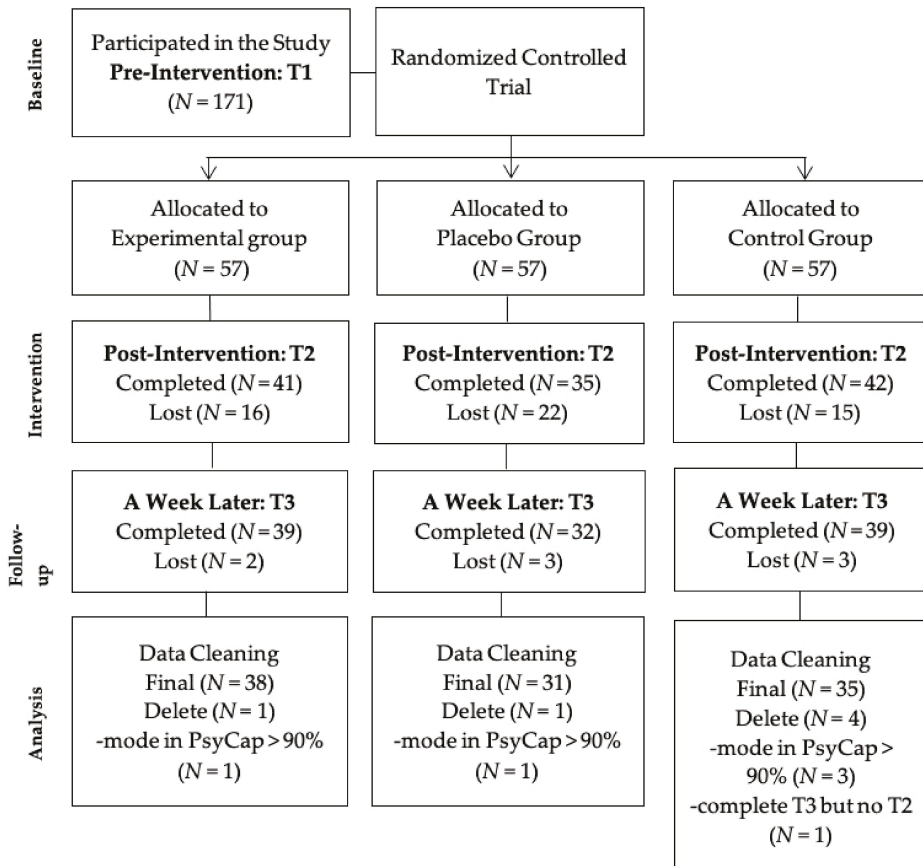 Baseline
Participated in the Study
Pre-Intervention: T1
(N = 171)
Randomized Controlled
Trial
Allocated to
Experimental group
(N = 57)
Allocated to
Placebo Group
(N = 57)
Allocated to
Control Group
(N = 57)
Intervention
Post-Intervention: T2
Completed (N = 41)
Lost (N = 16)
Post-Intervention: T2
Completed (N = 35)
Lost (N = 22)
Post-Intervention: T2
Completed (N = 42)
Lost (N = 15)
Follow-
up
A Week Later: T3
Completed (N = 39)
Lost (N = 2)
A Week Later: T3
Completed (N = 32)
Lost (N = 3)
A Week Later: T3
Completed (N = 39)
Lost (N = 3)
Analysis
Data Cleaning
Final (N = 38)
Delete (N = 1)
-mode in PsyCap > 90%
(N = 1)
Data Cleaning
Final (N = 31)
Delete (N = 1)
-mode in PsyCap > 90%
(N = 1)
Data Cleaning
Final (N = 35)
Delete (N = 4)
-mode in PsyCap >
90% (N = 3)
-complete T3 but no T2
(N = 1)